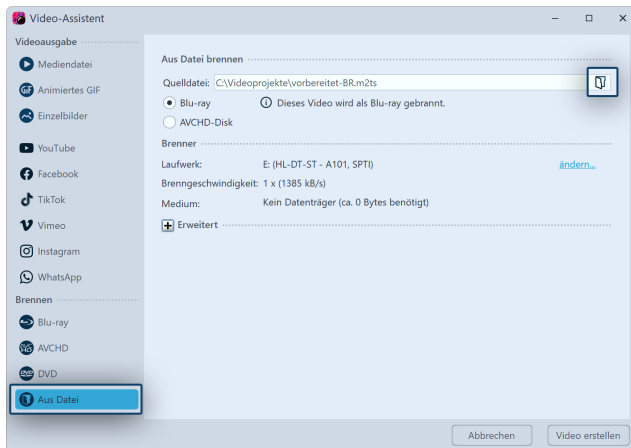 Video-Assistent
Videoausgabe
Mediendatei
GIF Animiertes GIF
Einzelbilder
YouTube
Facebook
TikTok
Vimeo
Instagram
WhatsApp
Brennen
Blu-ray
AVCHD
DVD
Aus Datei
Aus Datei brennen
Quelldatei: C:\Videoprojekte\vorbereitet-BR.m2ts
Blu-ray Dieses Video wird als Blu-ray gebrannt.
AVCHD-Disk
Brenner
Laufwerk: E: (HL-DT-ST - A101, SPTI) ändern...
Brenngeschwindigkeit: 1 x (1385 kB/s)
Medium: Kein Datenträger (ca. 0 Bytes benötigt)
Erweitert
Abbrechen Video erstellen